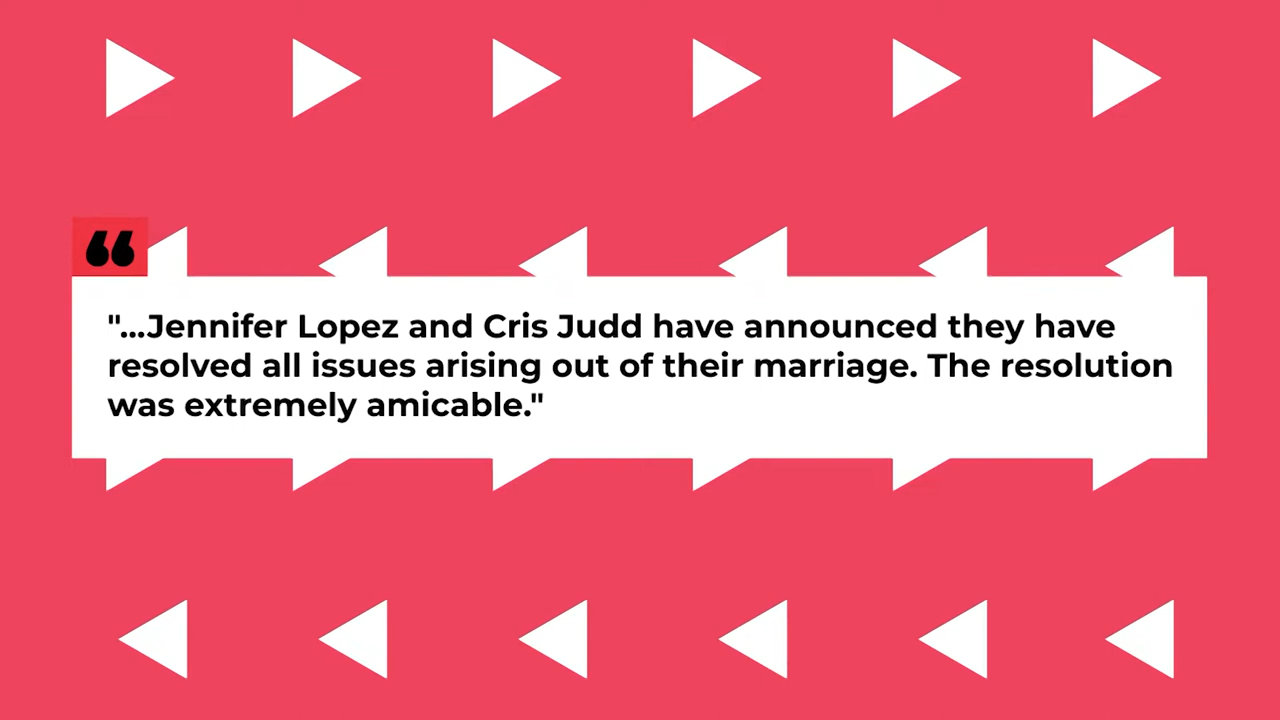 "...Jennifer Lopez and Cris Judd have announced they have
resolved all issues arising out of their marriage. The resolution
was extremely amicable."